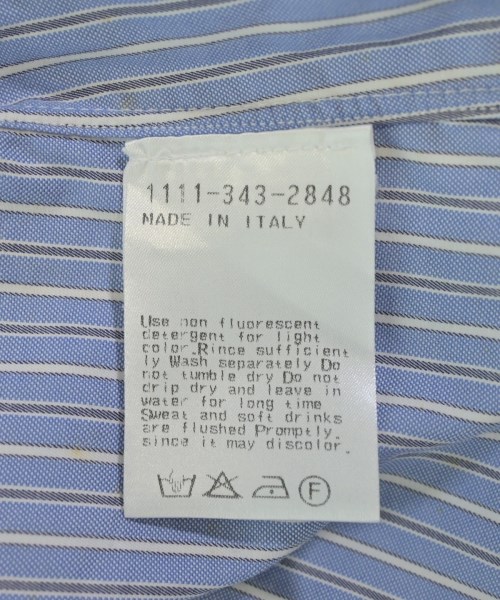 1111-343-2848
MADE IN ITALY
Use non fluorescent
detergent for light
color.Rince sufficient
ly Wash separately Do
not tumble dry Do not
drip dry and leave in
water for long time
Sweat and soft drinks
are flushed Promptly.
since it may discolor.
F